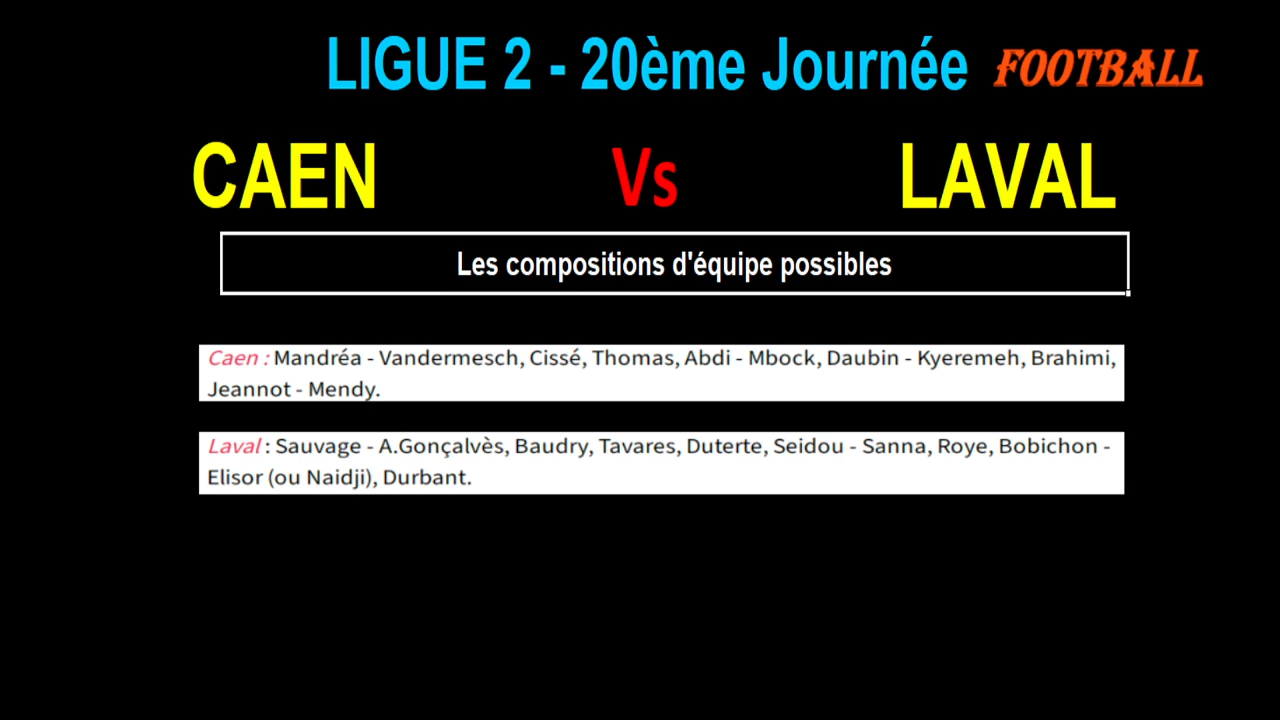 LIGUE 2 - 20ème Journée FOOTBALL
CAEN Vs LAVAL
Les compositions d'équipe possibles
Caen : Mandréa - Vandermesch, Cissé, Thomas, Abdi - Mbock, Daubin - Kyeremeh, Brahimi,
Jeannot - Mendy.
Laval : Sauvage - A.Gonçalvès, Baudry, Tavares, Duterte, Seidou - Sanna, Roye, Bobichon -
Elisor (ou Naidji), Durbant.